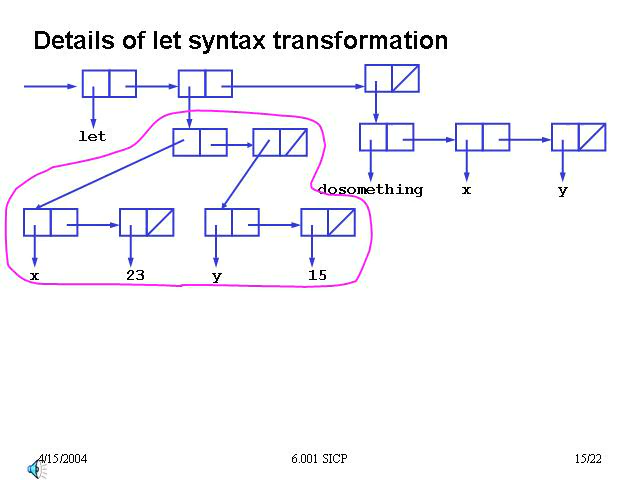 Details of let syntax transformation
let
dosomething x y
x 23 y 15
4/15/2004 6.001 SICP 15/22